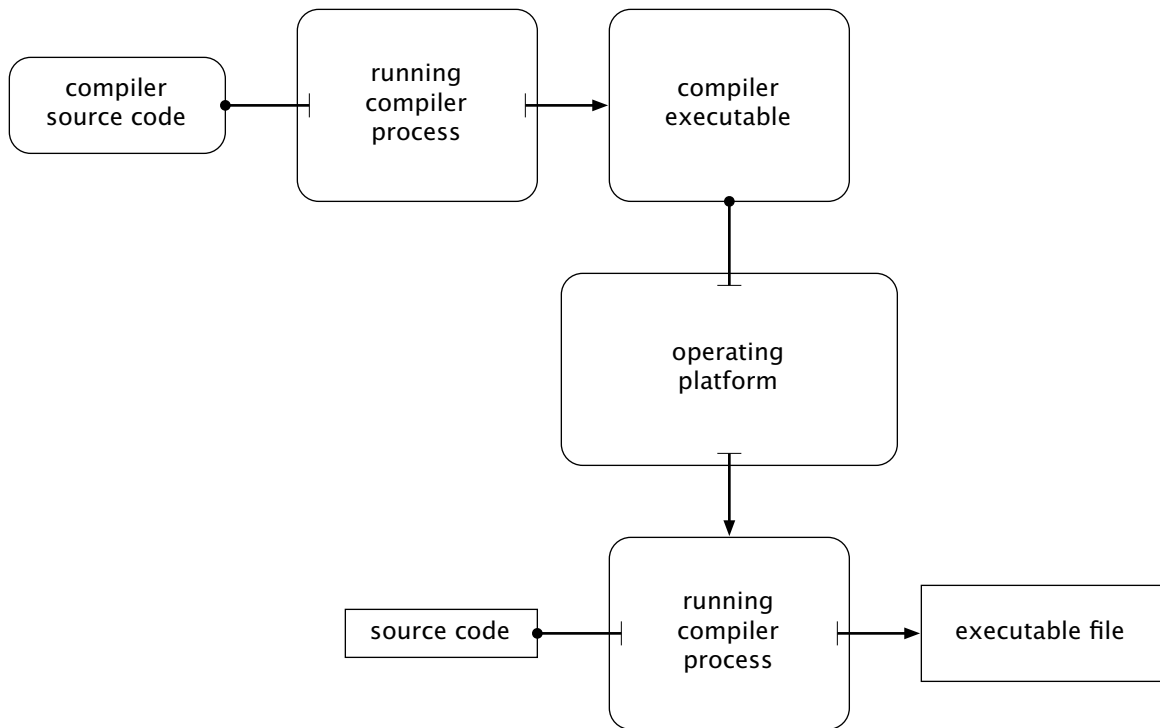 compiler
source code
running
compiler
process
compiler
executable
operating
platform
source code
running
compiler
process
executable file